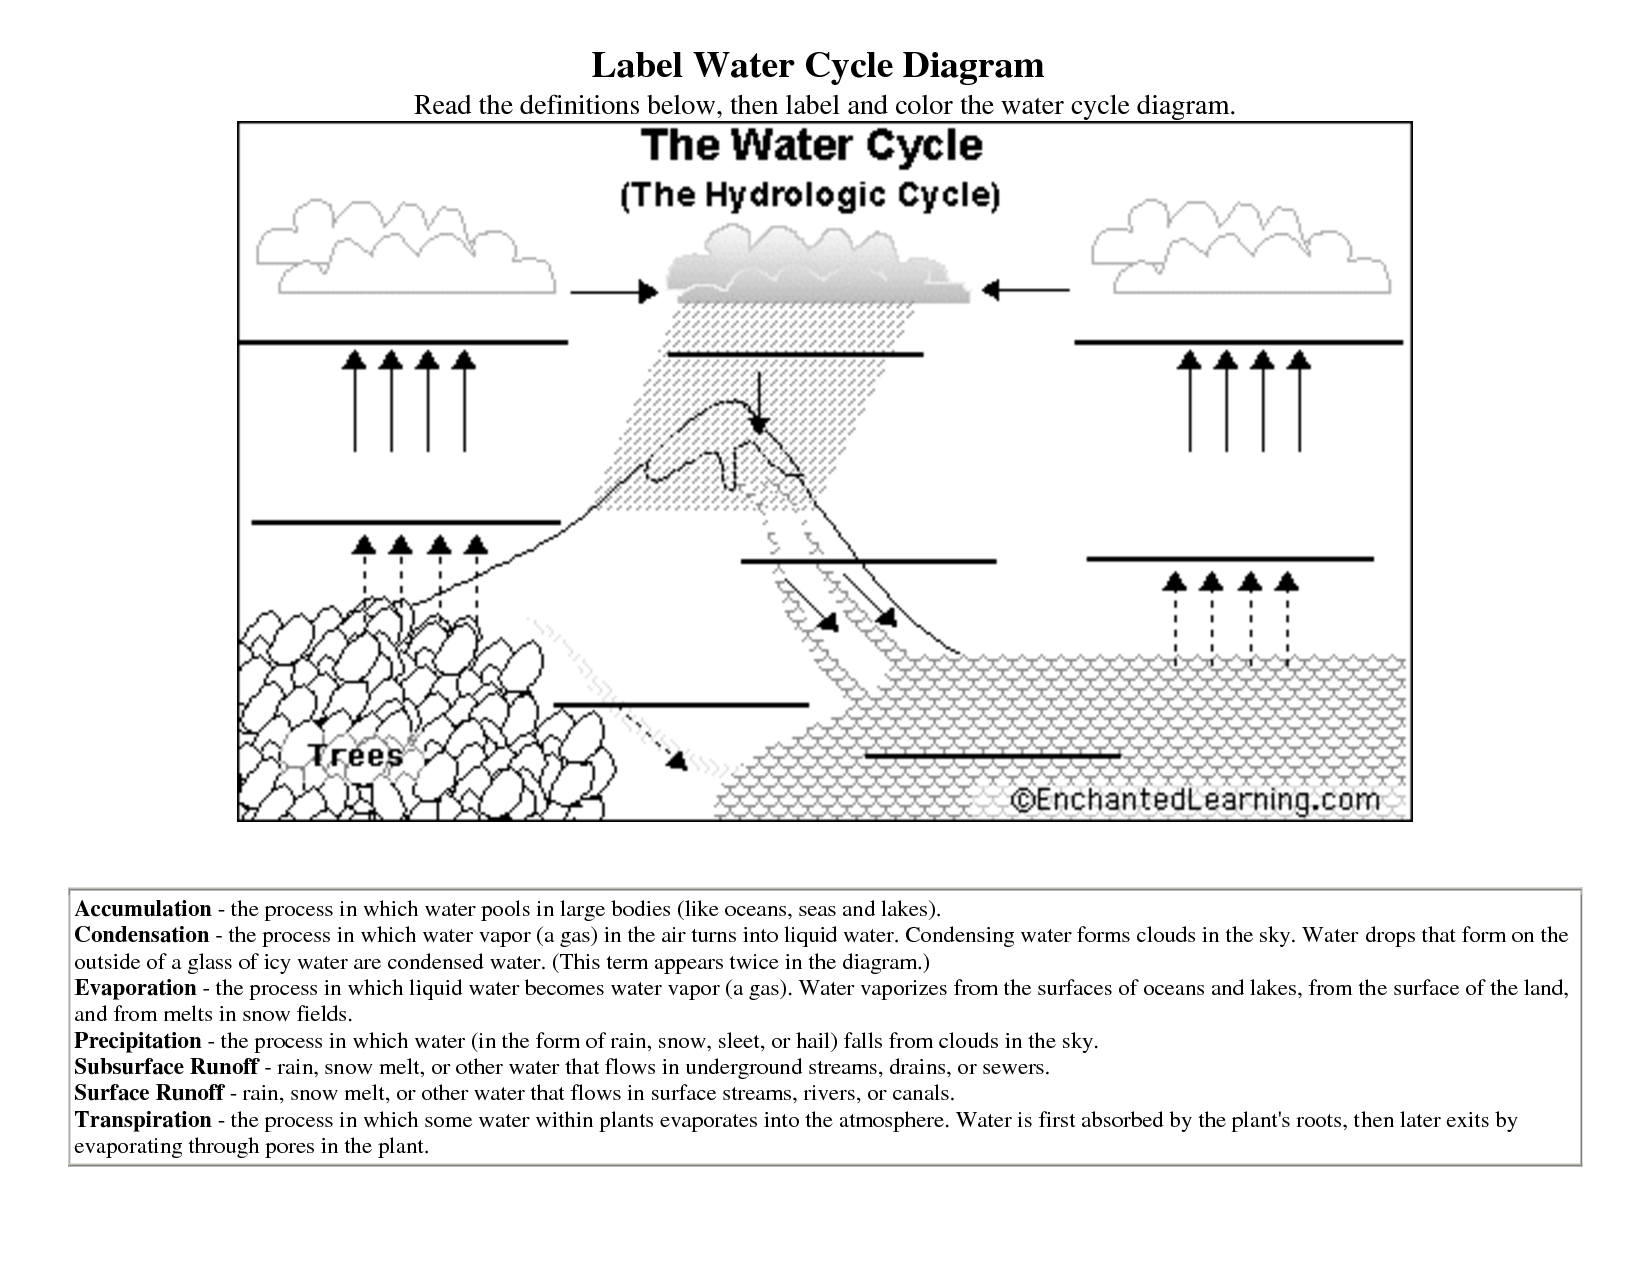 Label Water Cycle Diagram
Read the definitions below, then label and color the water cycle diagram.
The Water Cycle
(The Hydrologic Cycle)
Trees
©EnchantedLearning.com
Accumulation - the process in which water pools in large bodies (like oceans, seas and lakes).
Condensation - the process in which water vapor (a gas) in the air turns into liquid water. Condensing water forms clouds in the sky. Water drops that form on the
outside of a glass of icy water are condensed water. (This term appears twice in the diagram.)
Evaporation - the process in which liquid water becomes water vapor (a gas). Water vaporizes from the surfaces of oceans and lakes, from the surface of the land,
and from melts in snow fields.
Precipitation - the process in which water (in the form of rain, snow, sleet, or hail) falls from clouds in the sky.
Subsurface Runoff - rain, snow melt, or other water that flows in underground streams, drains, or sewers.
Surface Runoff - rain, snow melt, or other water that flows in surface streams, rivers, or canals.
Transpiration - the process in which some water within plants evaporates into the atmosphere. Water is first absorbed by the plant's roots, then later exits by
evaporating through pores in the plant.